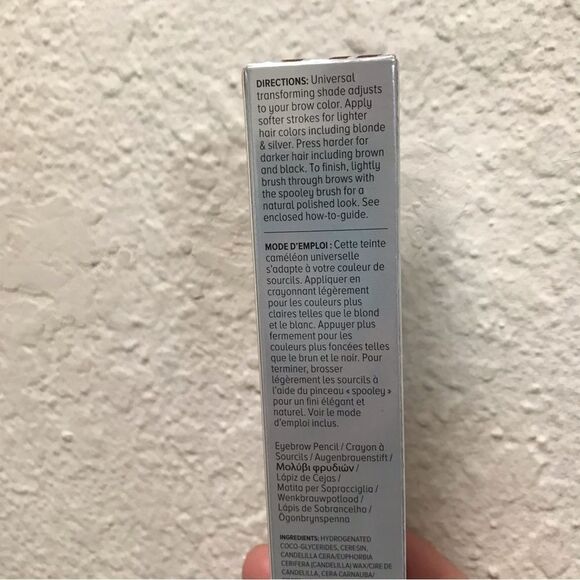 DIRECTIONS: Universal
transforming shade adjusts
to your brow color. Apply
softer strokes for lighter
hair colors including blonde
& silver. Press harder for
darker hair including brown
and black. To finish, lightly
brush through brows with
the spooley brush for a
natural polished look. See
enclosed how-to-guide.
MODE D'EMPLOI : Cette teinte
caméléon universelle
s'adapte à votre couleur de
sourcils. Appliquer en
crayonnant légèrement
pour les couleurs plus
claires telles que le blond
et le blanc. Appuyer plus
fermement pour les
couleurs plus foncées telles
que le brun et le noir. Pour
terminer, brosser
légèrement les sourcils à
l'aide du pinceau « spooley »
pour un fini élégant et
naturel. Voir le mode
d'emploi inclus.
Eyebrow Pencil / Crayon à
Sourcils / Augenbrauenstift /
Μολύβι φρυδιών /
Lápiz de Cejas /
Matita per Sopracciglia /
Wenkbrauwpotlood /
Lápis de Sobrancelha /
Ögonbrynspenna
INGREDIENTS: HYDROGENATED
COCO-GLYCERIDES, CERESIN,
CANDELILLA CERA/EUPHORBIA
CERIFERA (CANDELILLA) WAX/CIRE DE
CANDELILLA, CERA CARNAUBA/